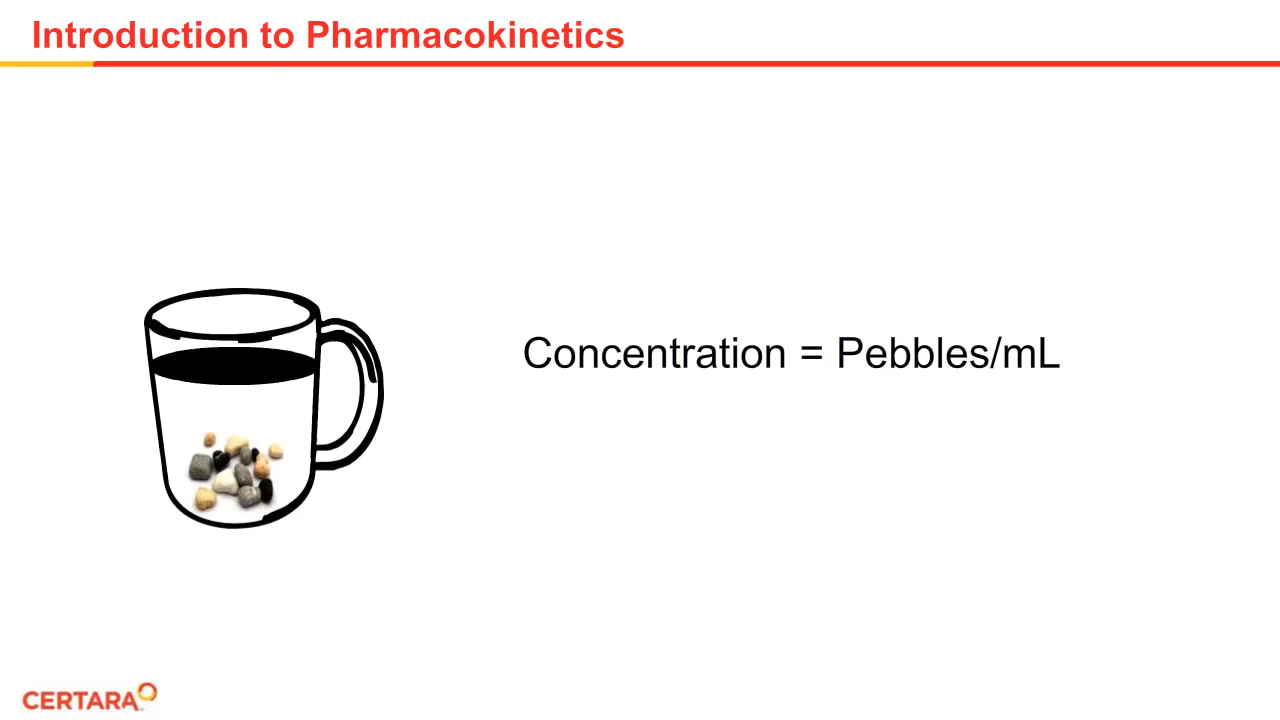 Introduction to Pharmacokinetics
Concentration = Pebbles/mL
CERTARA